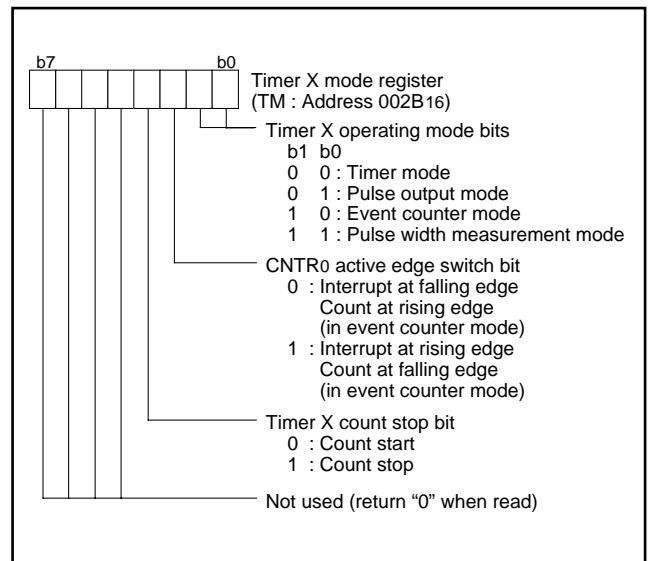 b7 b0
Timer X mode register
(TM : Address 002B16)
Timer X operating mode bits
b1 b0
0 0 : Timer mode
0 1 : Pulse output mode
1 0 : Event counter mode
1 1 : Pulse width measurement mode
CNTR0 active edge switch bit
0 : Interrupt at falling edge
Count at rising edge
(in event counter mode)
1 : Interrupt at rising edge
Count at falling edge
(in event counter mode)
Timer X count stop bit
0 : Count start
1 : Count stop
Not used (return “0” when read)